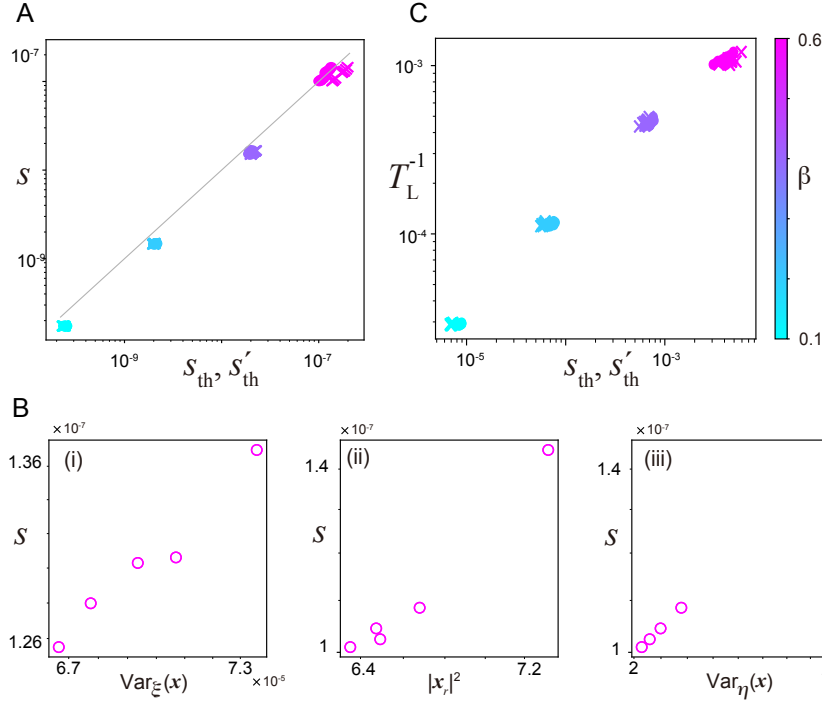 A
C
10⁻⁷
10⁻⁹
s
10⁻⁹
10⁻⁷
s_th, s′_th
10⁻³
10⁻⁴
T_L⁻¹
10⁻⁵
10⁻³
s_th, s′_th
0.6
β
0.1
B
×10⁻⁷
(i)
1.36
1.26
s
6.7
7.3
×10⁻⁵
Var_ξ(x)
×10⁻⁷
(ii)
1.4
1
s
6.4
7.2
|x_r|²
×10⁻⁷
(iii)
1.4
1
s
2
Var_η(x)